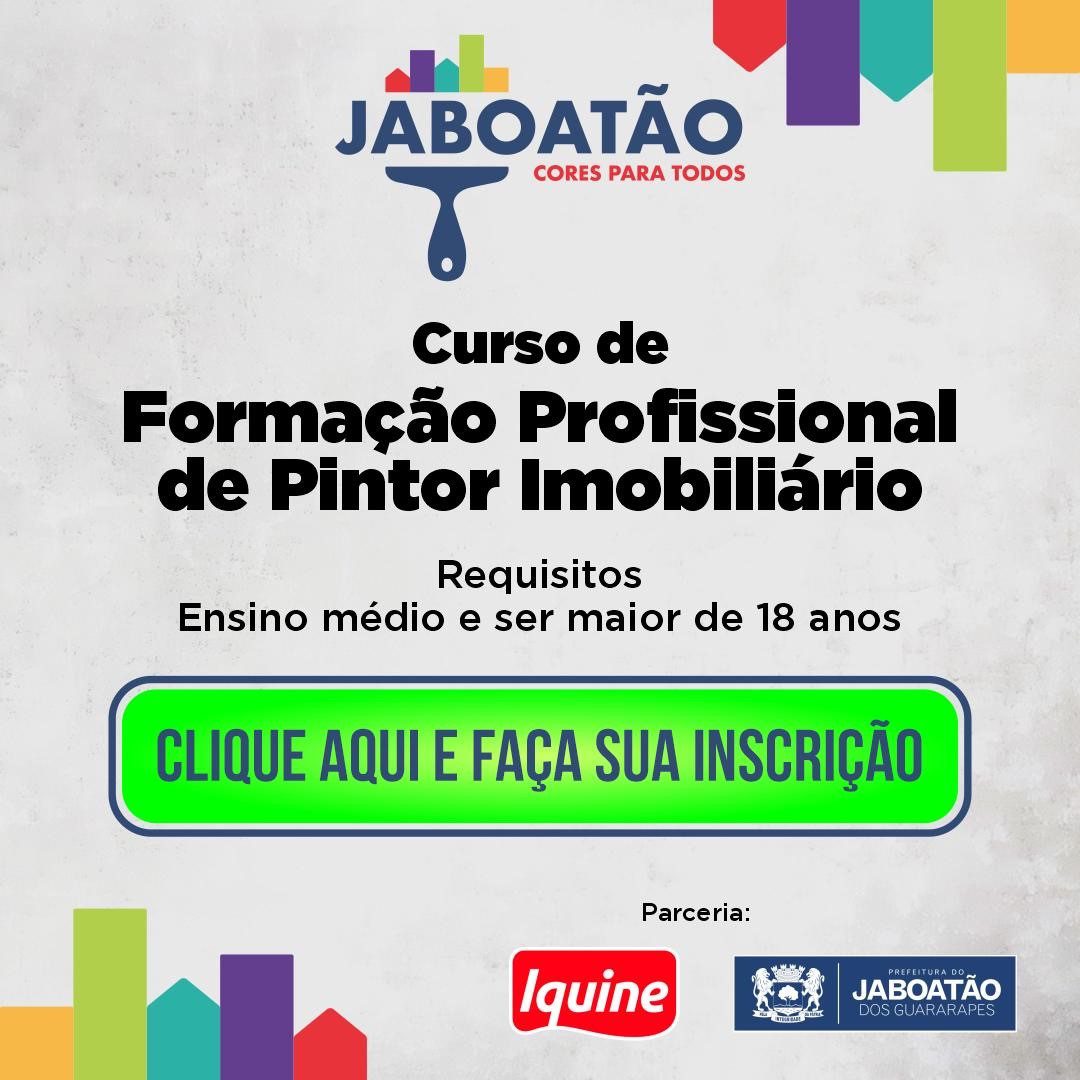 JABOATÃO
CORES PARA TODOS
Curso de
Formação Profissional
de Pintor Imobiliário
Requisitos
Ensino médio e ser maior de 18 anos
CLIQUE AQUI E FAÇA SUA INSCRIÇÃO
Parceria:
Iquine
PREFEITURA DO
JABOATÃO
DOS GUARARAPES
INTEGRIDADE